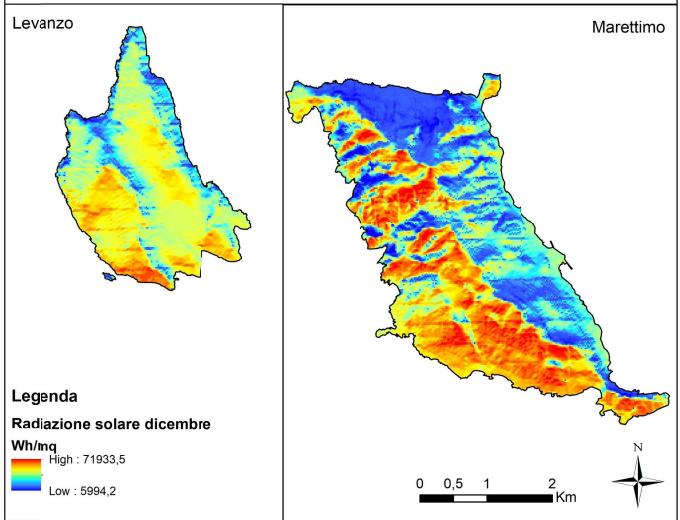 Levanzo
Marettimo
Legenda
Radiazione solare dicembre
Wh/mq
High : 71933,5
Low : 5994,2
N
0 0,5 1 2
Km